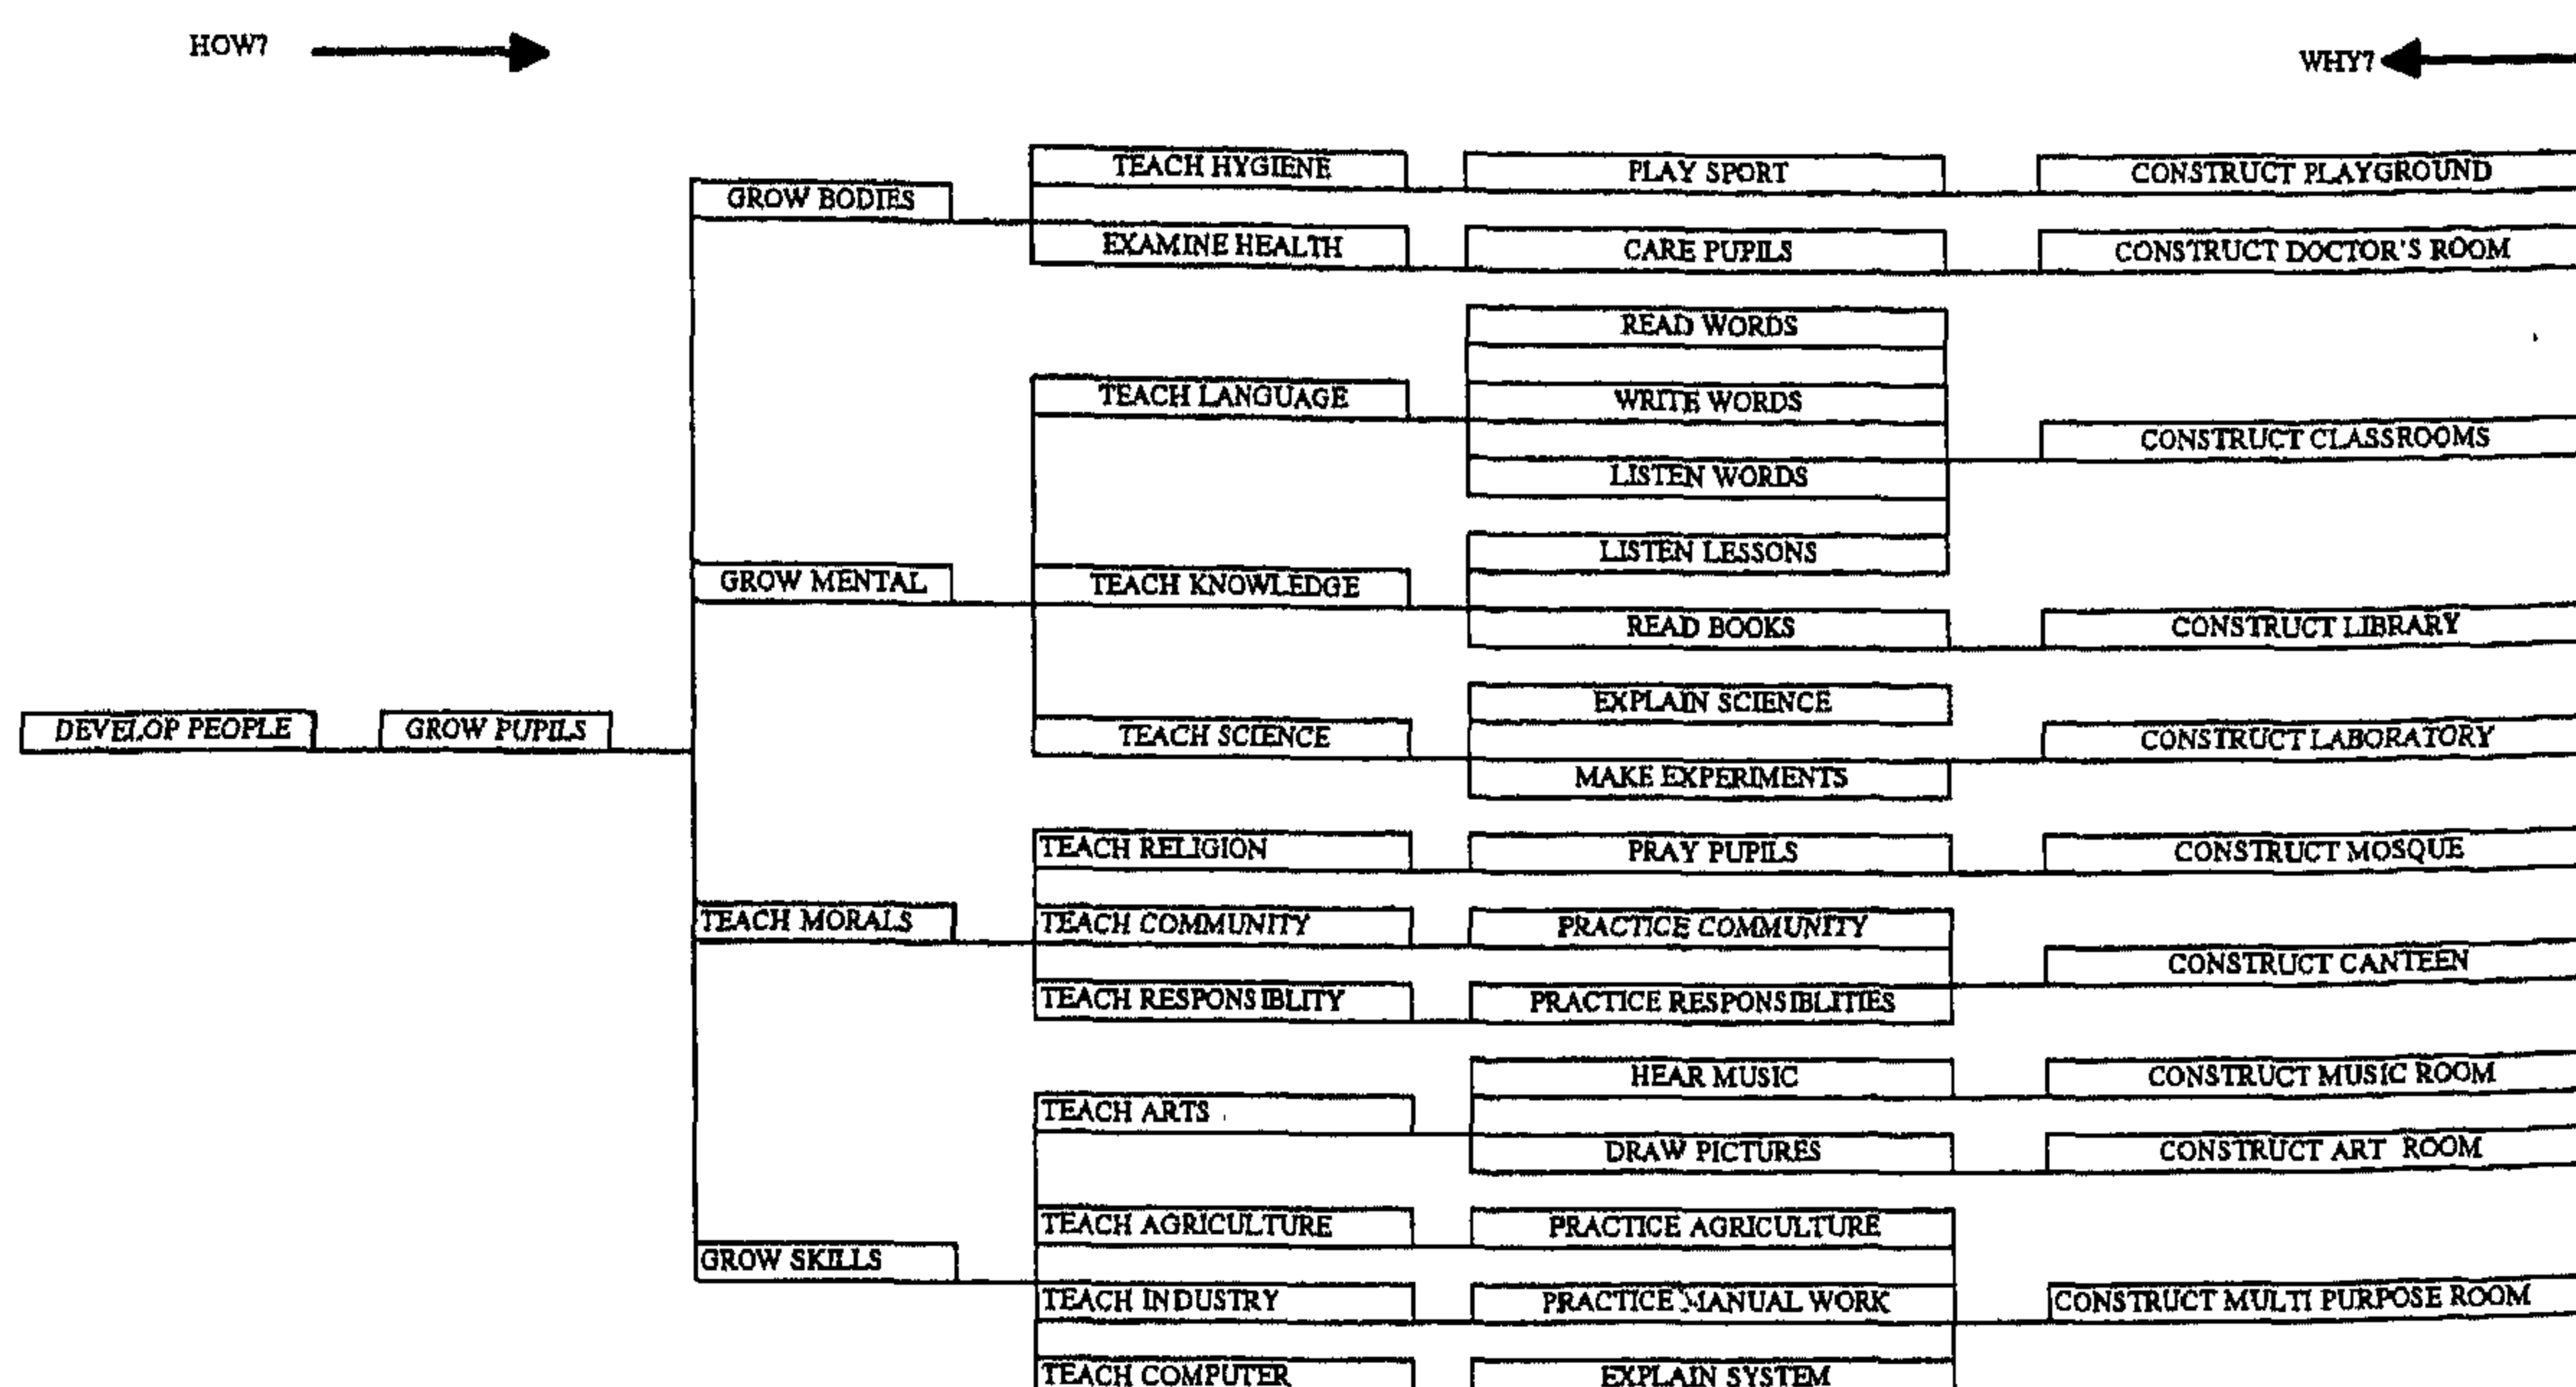 HOW?
WHY?
TEACH HYGIENE
PLAY SPORT
CONSTRUCT PLAYGROUND
GROW BODIES
EXAMINE HEALTH
CARE PUPILS
CONSTRUCT DOCTOR'S ROOM
READ WORDS
TEACH LANGUAGE
WRITE WORDS
CONSTRUCT CLASSROOMS
LISTEN WORDS
LISTEN LESSONS
GROW MENTAL
TEACH KNOWLEDGE
READ BOOKS
CONSTRUCT LIBRARY
EXPLAIN SCIENCE
DEVELOP PEOPLE
GROW PUPILS
TEACH SCIENCE
CONSTRUCT LABORATORY
MAKE EXPERIMENTS
TEACH RELIGION
PRAY PUPILS
CONSTRUCT MOSQUE
TEACH MORALS
TEACH COMMUNITY
PRACTICE COMMUNITY
CONSTRUCT CANTEEN
TEACH RESPONSIBLITY
PRACTICE RESPONSIBLITIES
HEAR MUSIC
CONSTRUCT MUSIC ROOM
TEACH ARTS
DRAW PICTURES
CONSTRUCT ART ROOM
TEACH AGRICULTURE
PRACTICE AGRICULTURE
GROW SKILLS
TEACH INDUSTRY
PRACTICE MANUAL WORK
CONSTRUCT MULTI PURPOSE ROOM
TEACH COMPUTER
EXPLAIN SYSTEM